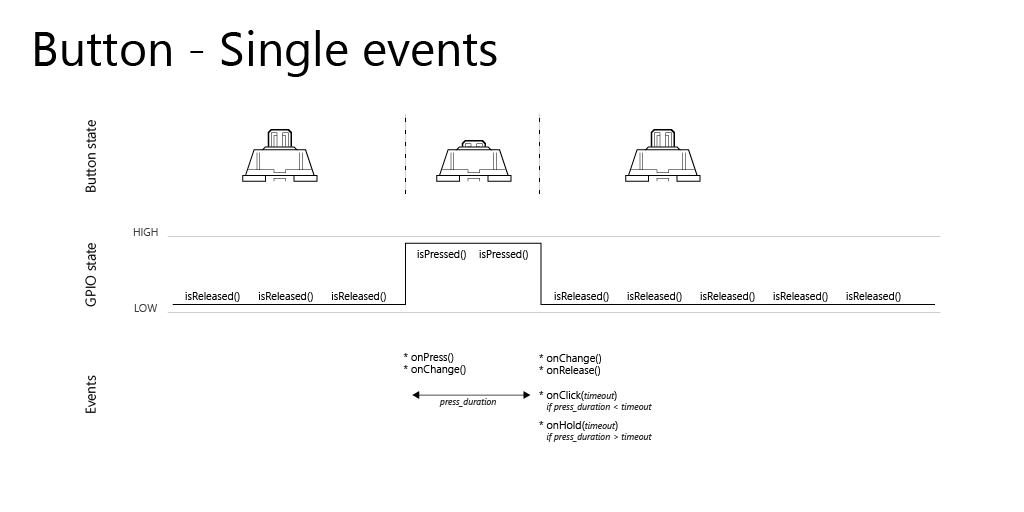 Button - Single events
Button state
HIGH
GPIO state
isPressed() isPressed()
isReleased() isReleased() isReleased() isReleased() isReleased() isReleased() isReleased() isReleased()
LOW
Events
* onPress()
* onChange()
press_duration
* onChange()
* onRelease()
* onClick(timeout)
if press_duration < timeout
* onHold(timeout)
if press_duration > timeout